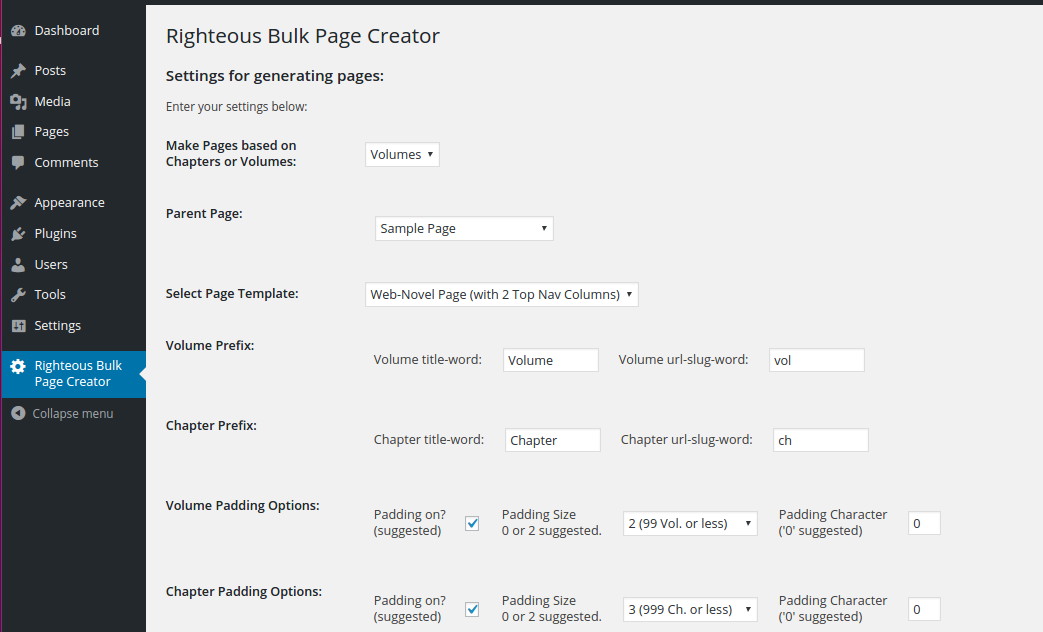 Dashboard
Posts
Media
Pages
Comments
Appearance
Plugins
Users
Tools
Settings
Righteous Bulk
Page Creator
Collapse menu
Righteous Bulk Page Creator
Settings for generating pages:
Enter your settings below:
Make Pages based on
Chapters or Volumes:
Volumes
Parent Page:
Sample Page
Select Page Template:
Web-Novel Page (with 2 Top Nav Columns)
Volume Prefix:
Volume title-word: Volume Volume url-slug-word: vol
Chapter Prefix:
Chapter title-word: Chapter Chapter url-slug-word: ch
Volume Padding Options:
Padding on?
(suggested)
Padding Size
0 or 2 suggested.
2 (99 Vol. or less)
Padding Character
('0' suggested)
0
Chapter Padding Options:
Padding on?
(suggested)
Padding Size
0 or 2 suggested.
3 (999 Ch. or less)
Padding Character
('0' suggested)
0